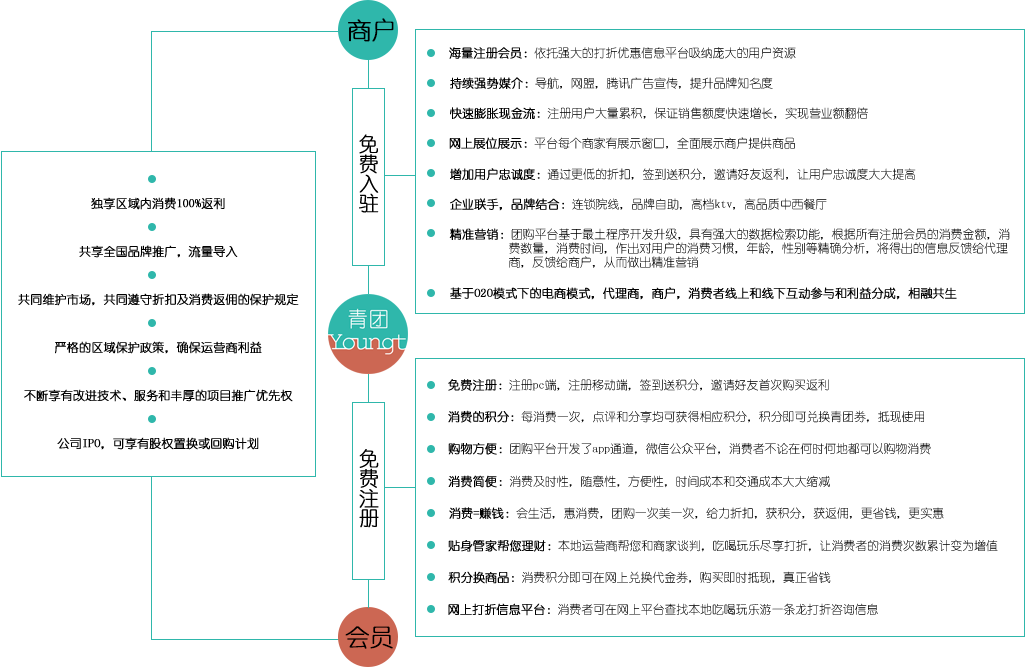 商户
海量注册会员：依托强大的打折优惠信息平台吸纳庞大的用户资源
持续强势媒介：导航，网盟，腾讯广告宣传，提升品牌知名度
快速膨胀现金流：注册用户大量累积，保证销售额度快速增长，实现营业额翻倍
网上展位展示：平台每个商家有展示窗口，全面展示商户提供商品
增加用户忠诚度：通过更低的折扣，签到送积分，邀请好友返利，让用户忠诚度大大提高
企业联手，品牌结合：连锁院线，品牌自助，高档ktv，高品质中西餐厅
精准营销：团购平台基于最土程序开发升级，具有强大的数据检索功能，根据所有注册会员的消费金额，消
费数量，消费时间，作出对用户的消费习惯，年龄，性别等精确分析，将得出的信息反馈给代理
商，反馈给商户，从而做出精准营销
基于O2O模式下的电商模式，代理商，商户，消费者线上和线下互动参与和利益分成，相融共生
免费入驻
独享区域内消费100%返利
共享全国品牌推广，流量导入
共同维护市场，共同遵守折扣及消费返佣的保护规定
严格的区域保护政策，确保运营商利益
不断享有改进技术、服务和丰厚的项目推广优先权
公司IPO，可享有股权置换或回购计划
青团
Youngt
免费注册
免费注册：注册pc端，注册移动端，签到送积分，邀请好友首次购买返利
消费的积分：每消费一次，点评和分享均可获得相应积分，积分即可兑换青团券，抵现使用
购物方便：团购平台开发了app通道，微信公众平台，消费者不论在何时何地都可以购物消费
消费简便：消费及时性，随意性，方便性，时间成本和交通成本大大缩减
消费=赚钱：会生活，惠消费，团购一次美一次，给力折扣，获积分，获返佣，更省钱，更实惠
贴身管家帮您理财：本地运营商帮您和商家谈判，吃喝玩乐尽享打折，让消费者的消费次数累计变为增值
积分换商品：消费积分即可在网上兑换代金券，购买即时抵现，真正省钱
网上打折信息平台：消费者可在网上平台查找本地吃喝玩乐游一条龙打折咨询信息
会员